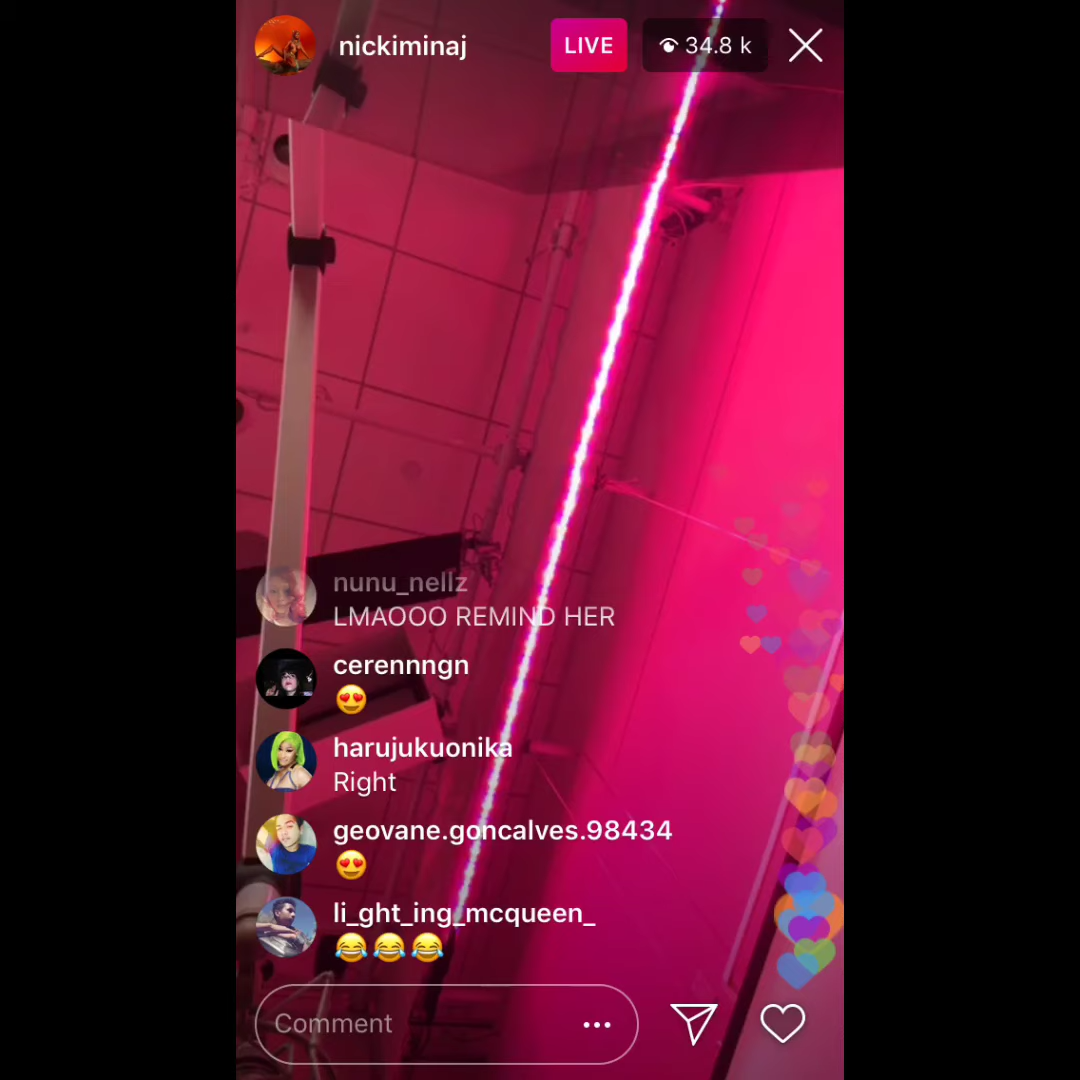 nickiminaj
LIVE
34.8 k
nunu_nellz
LMAOOO REMIND HER
cerennngn
😍
harujukuonika
Right
geovane.goncalves.98434
😍
li_ght_ing_mcqueen_
😂😂😂
Comment